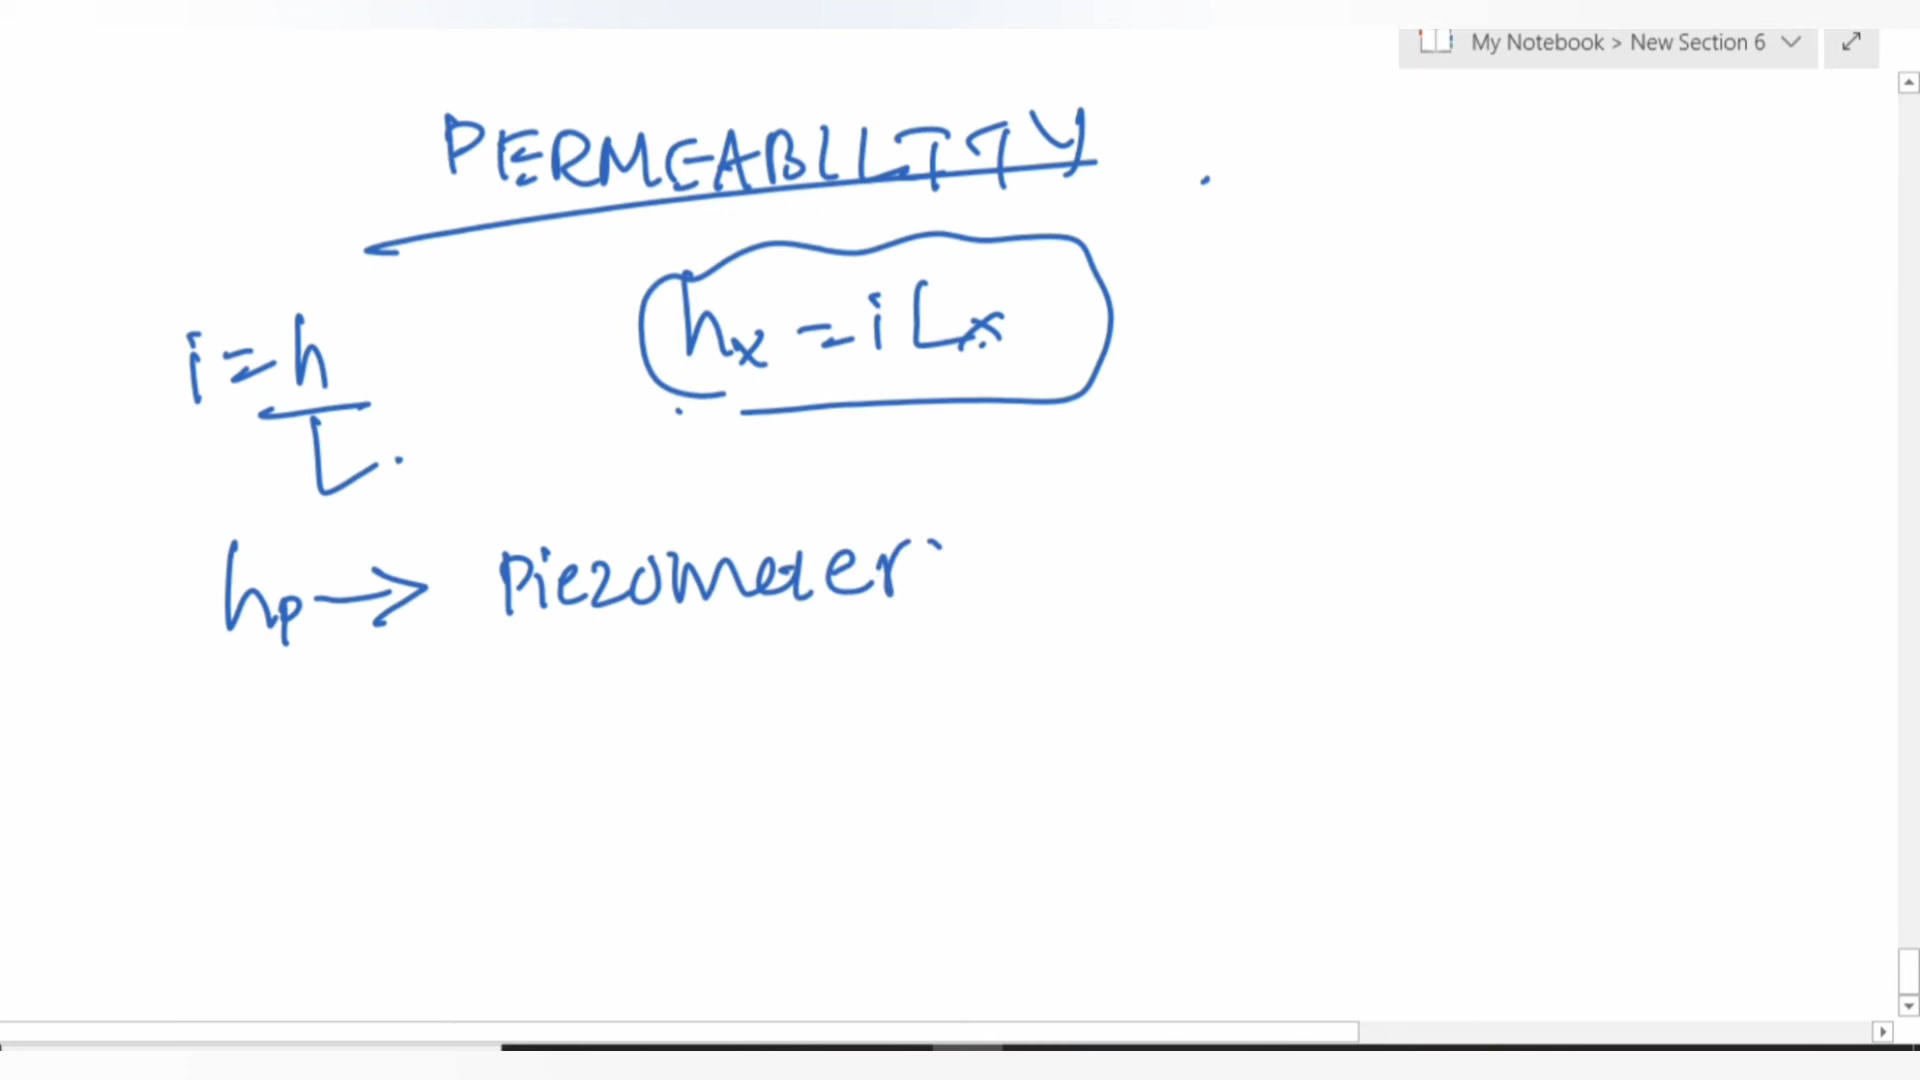 My Notebook > New Section 6
PERMEABILITY
hx = i Lx
i = h
L.
hp → Piezometer